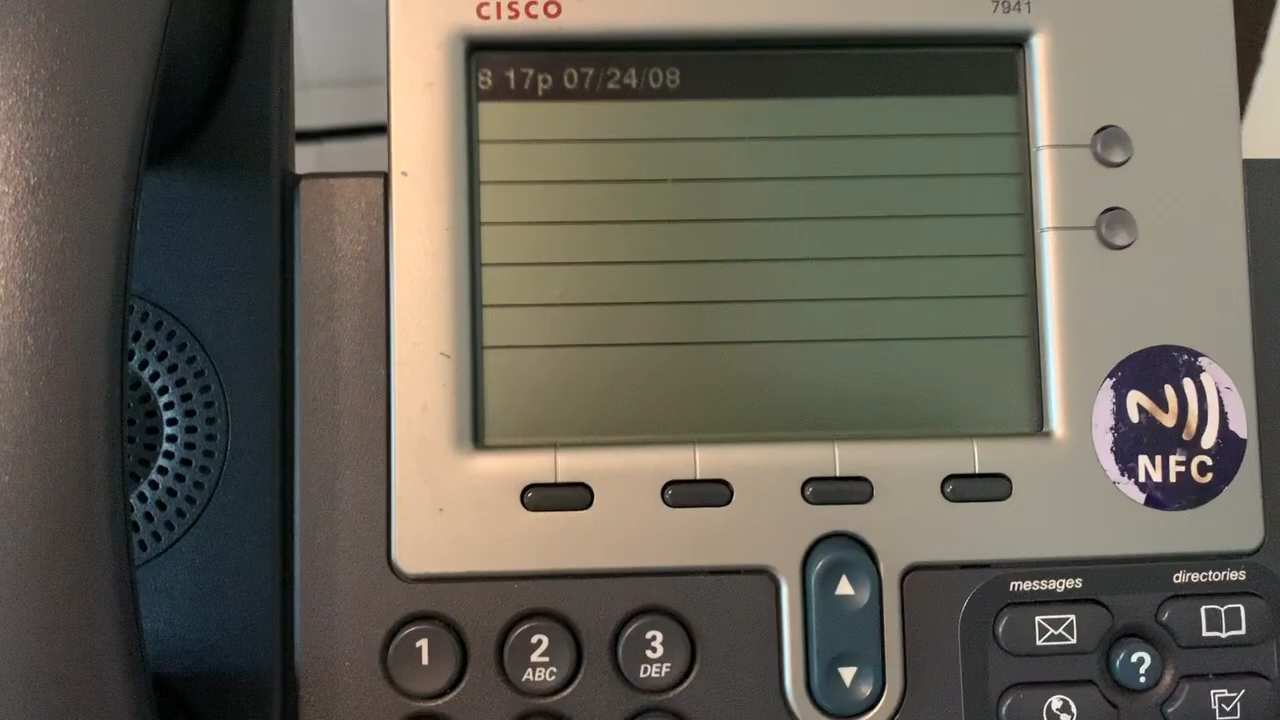 CISCO
7941
8 17p 07/24/08
NFC
messages
directories
1
2
ABC
3
DEF
?